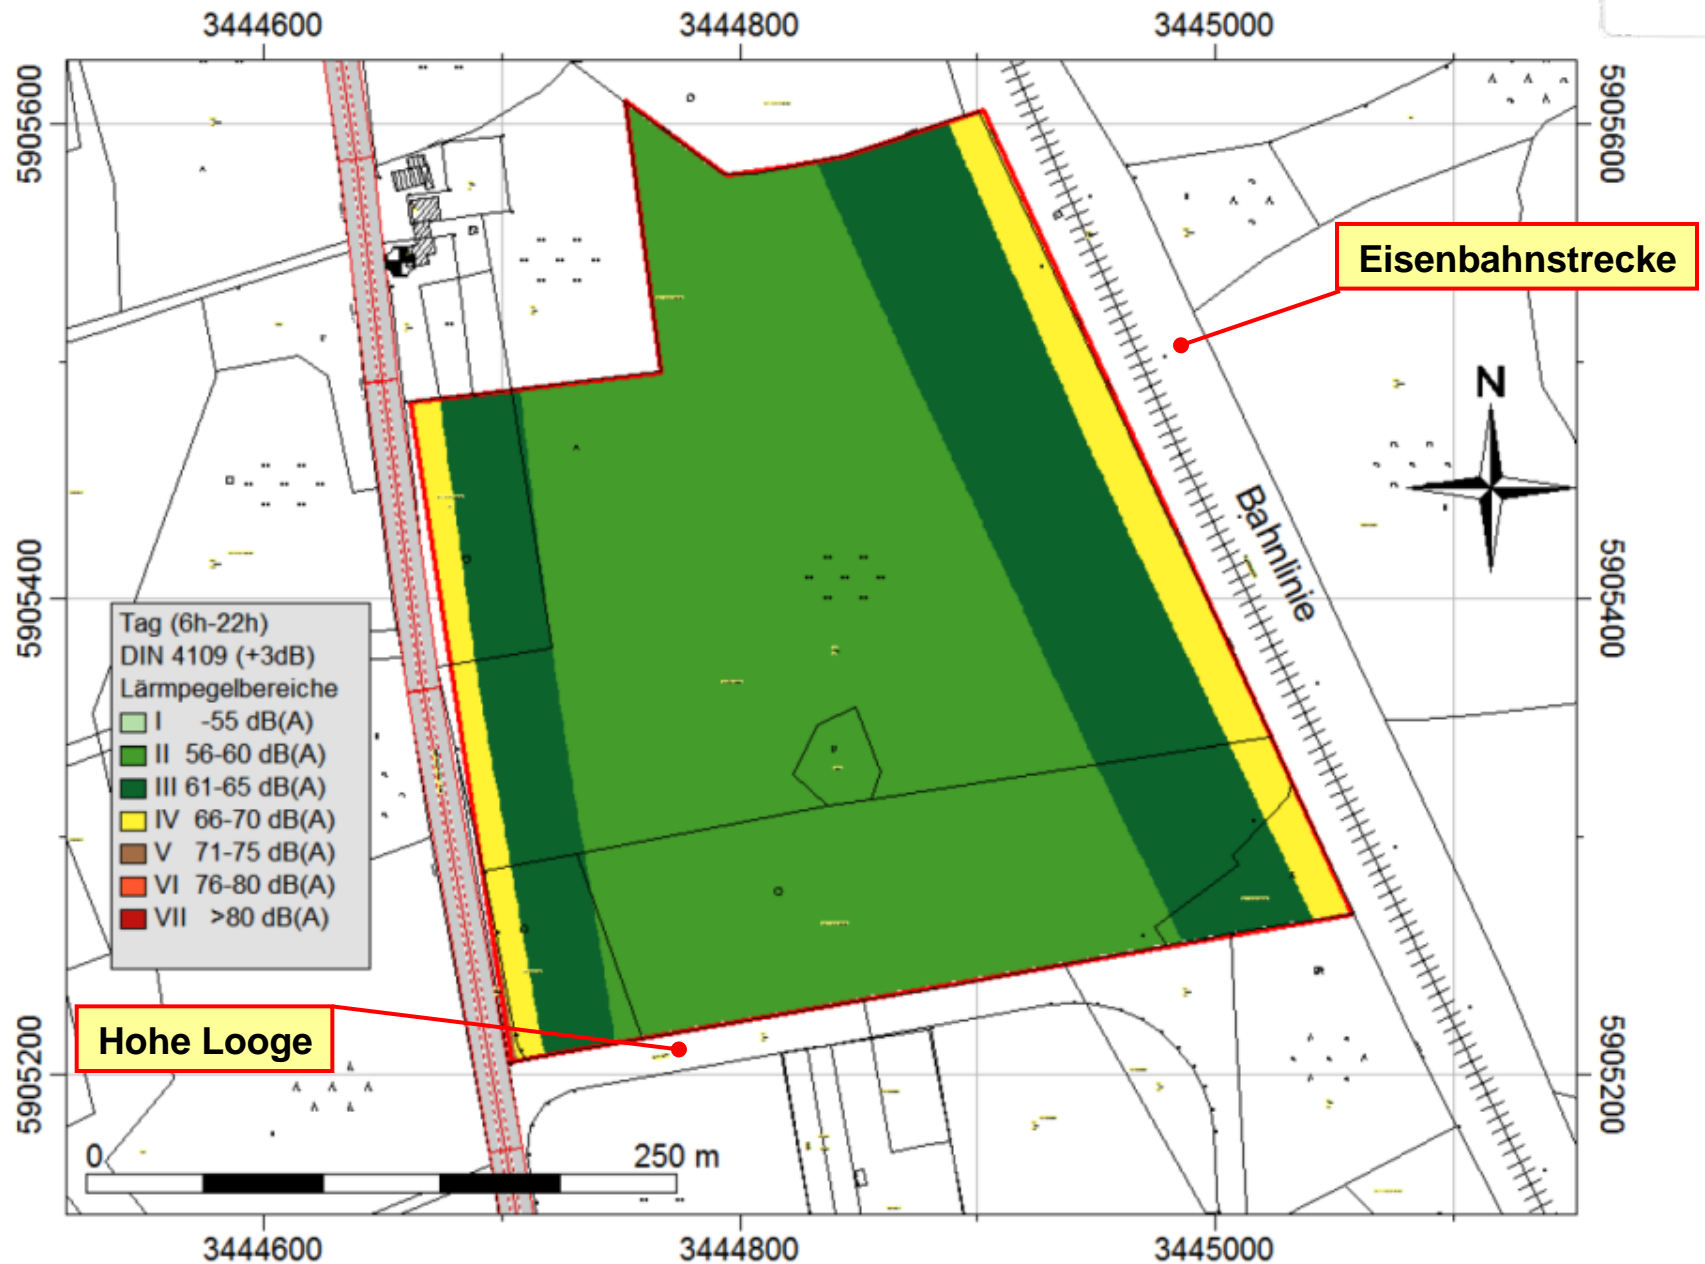 3444600
3444800
3445000
5905600
5905600
Eisenbahnstrecke
N
Bahnlinie
5905400
5905400
Tag (6h-22h)
DIN 4109 (+3dB)
Lärmpegelbereiche
I -55 dB(A)
II 56-60 dB(A)
III 61-65 dB(A)
IV 66-70 dB(A)
V 71-75 dB(A)
VI 76-80 dB(A)
VII >80 dB(A)
Hohe Looge
5905200
5905200
0
250 m
3444600
3444800
3445000